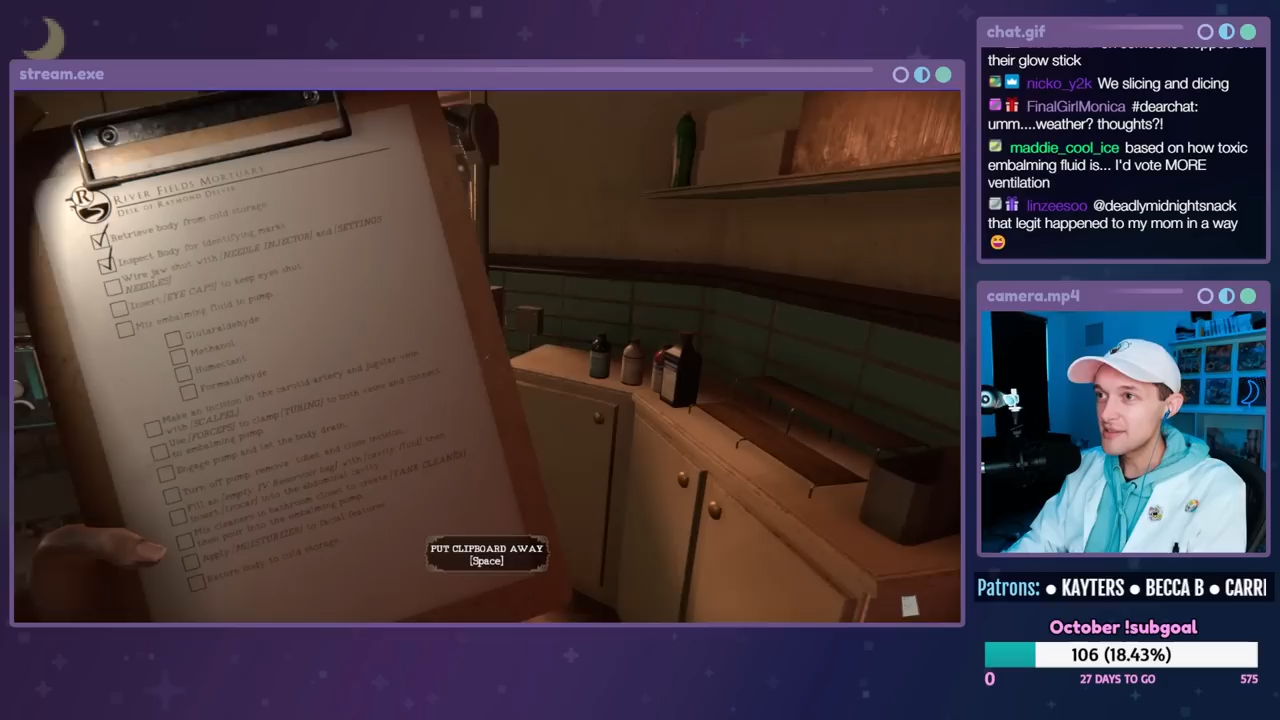 stream.exe
RIVER FIELDS MORTUARY
DESK OF RAYMOND DELVER
Retrieve body from cold storage.
Inspect Body for identifying marks.
Wire jaw shut with [NEEDLE INJECTOR] and [SETTINGS
NEEDLES]
Insert [EYE CAPS] to keep eyes shut.
Mix embalming fluid in pump.
Glutaraldehyde
Methanol
Humectant
Formaldehyde
Make an incision in the carotid artery and jugular vein
with [SCALPEL]
Use [FORCEPS] to clamp [TUBING] to both veins and connect
to embalming pump.
Engage pump and let the body drain.
Turn off pump, remove tubes and close incision.
Fill an [empty IV Reservoir bag] with [cavity fluid] then
insert [trocar] into the abdominal cavity
Mix cleaners in bathroom closet to create [TANK CLEANER]
then pour into the embalming pump.
Apply [MOISTURIZER] to facial features
Return body to cold storage.
PUT CLIPBOARD AWAY
[Space]
chat.gif
their glow stick
nicko_y2k We slicing and dicing
FinalGirlMonica #dearchat:
umm....weather? thoughts?!
maddie_cool_ice based on how toxic
embalming fluid is... I'd vote MORE
ventilation
linzeesoo @deadlymidnightsnack
that legit happened to my mom in a way
😆
camera.mp4
Patrons: ● KAYTERS ● BECCA B ● CARRI
October !subgoal
106 (18.43%)
0 27 DAYS TO GO 575